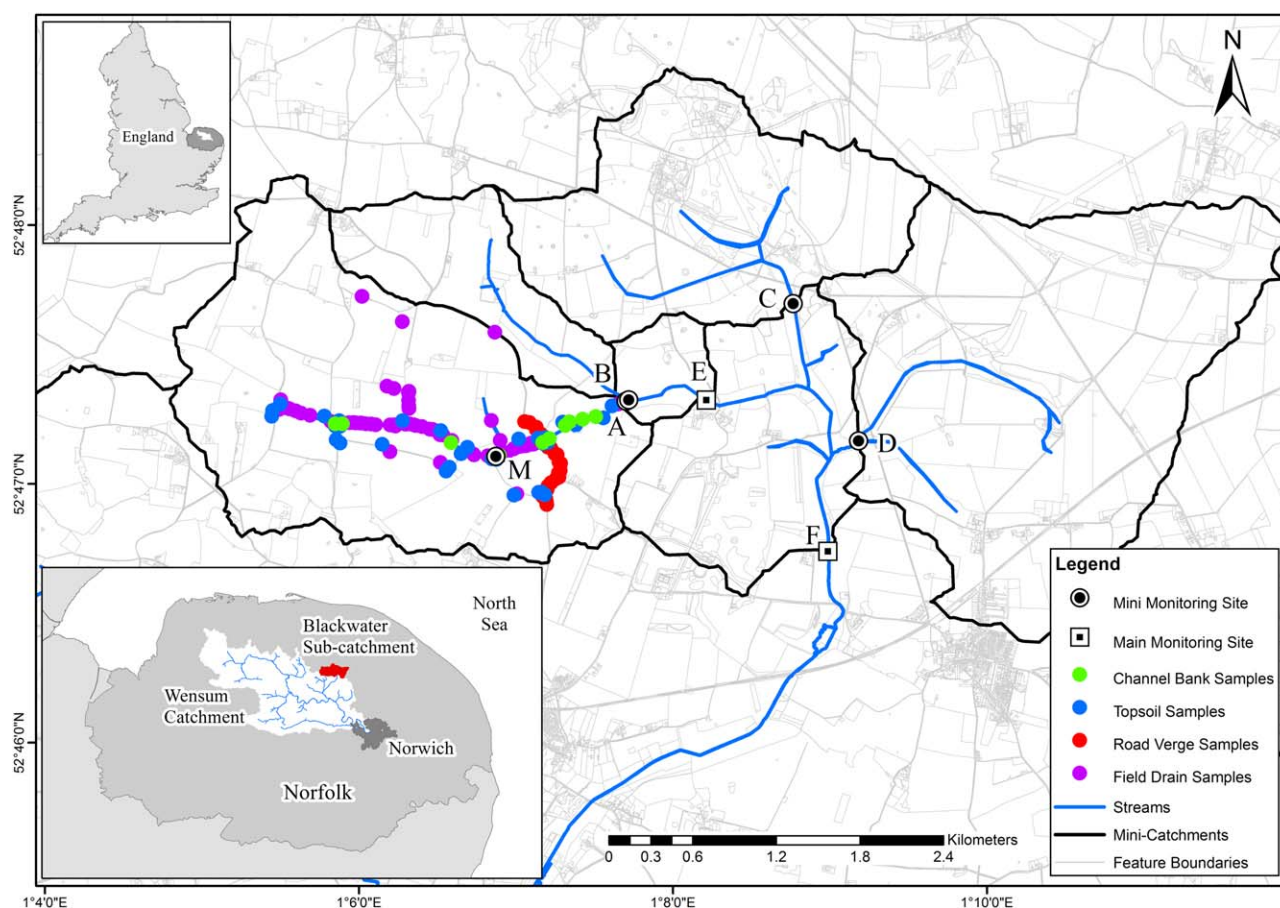 England
N
52°48'0"N
C
B
E
A
D
M
52°47'0"N
F
North
Sea
Blackwater
Sub-catchment
Wensum
Catchment
Norwich
Norfolk
52°46'0"N
Legend
Mini Monitoring Site
Main Monitoring Site
Channel Bank Samples
Topsoil Samples
Road Verge Samples
Field Drain Samples
Streams
Mini-Catchments
Feature Boundaries
Kilometers
0 0.3 0.6 1.2 1.8 2.4
1°4'0"E 1°6'0"E 1°8'0"E 1°10'0"E